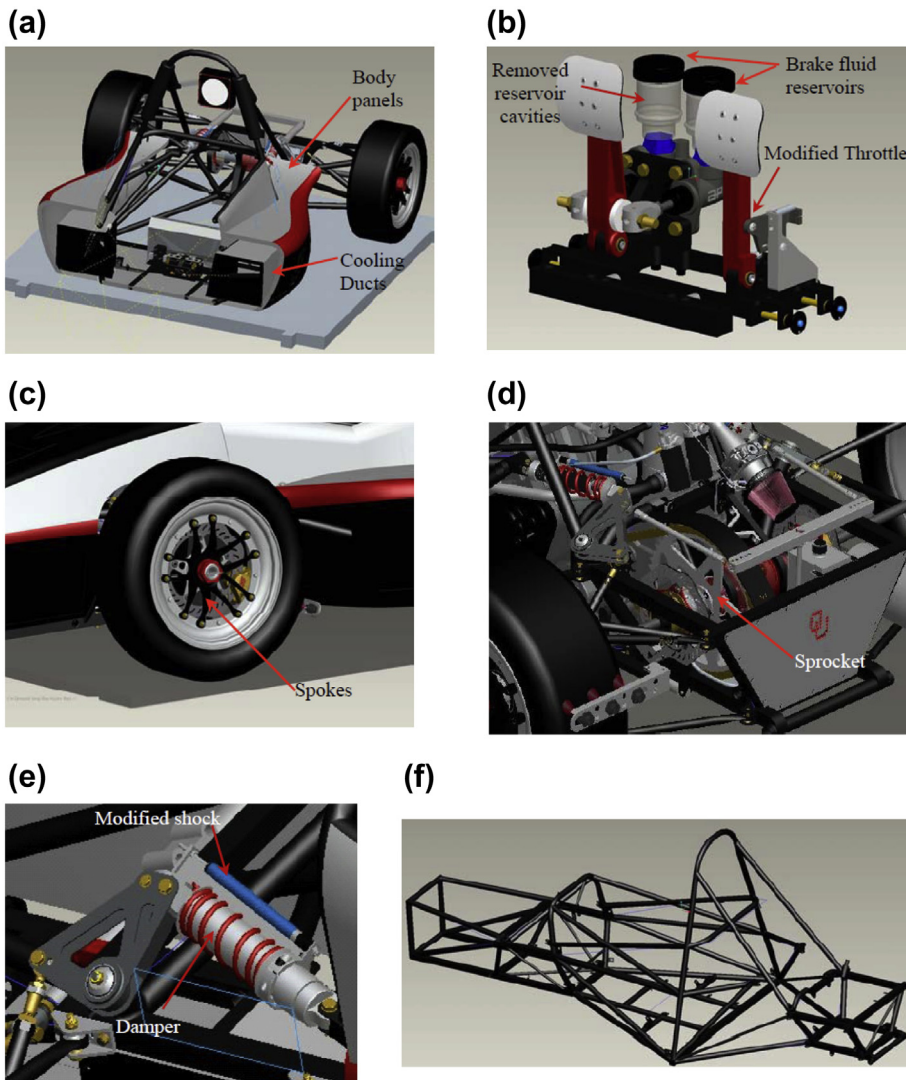 (a)
Body
panels
Cooling
Ducts
(b)
Removed
reservoir
cavities
Brake fluid
reservoirs
Modified Throttle
(c)
Spokes
(d)
Sprocket
(e)
Modified shock
Damper
(f)